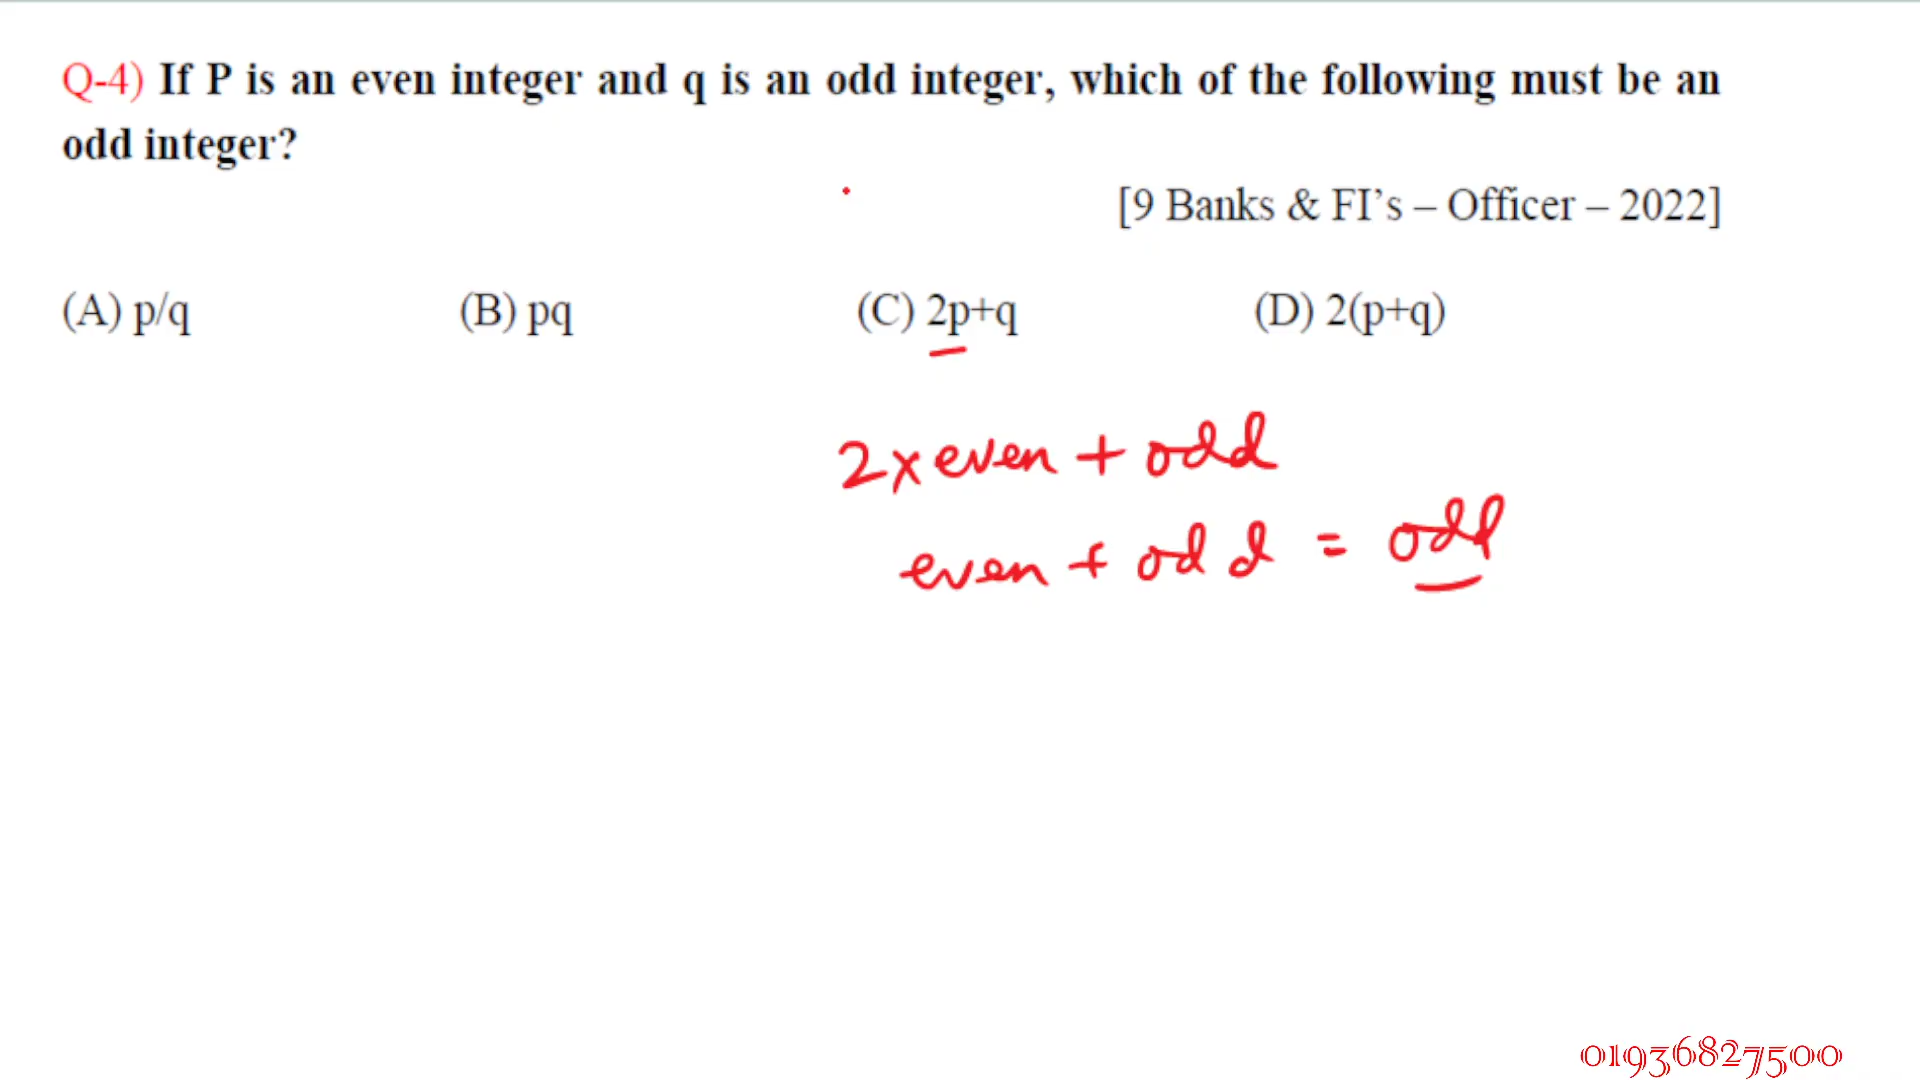 Q-4) If P is an even integer and q is an odd integer, which of the following must be an
odd integer?
[9 Banks & FI’s – Officer – 2022]
(A) p/q (B) pq (C) 2p+q (D) 2(p+q)
2 x even + odd
even + odd = odd
01936827500